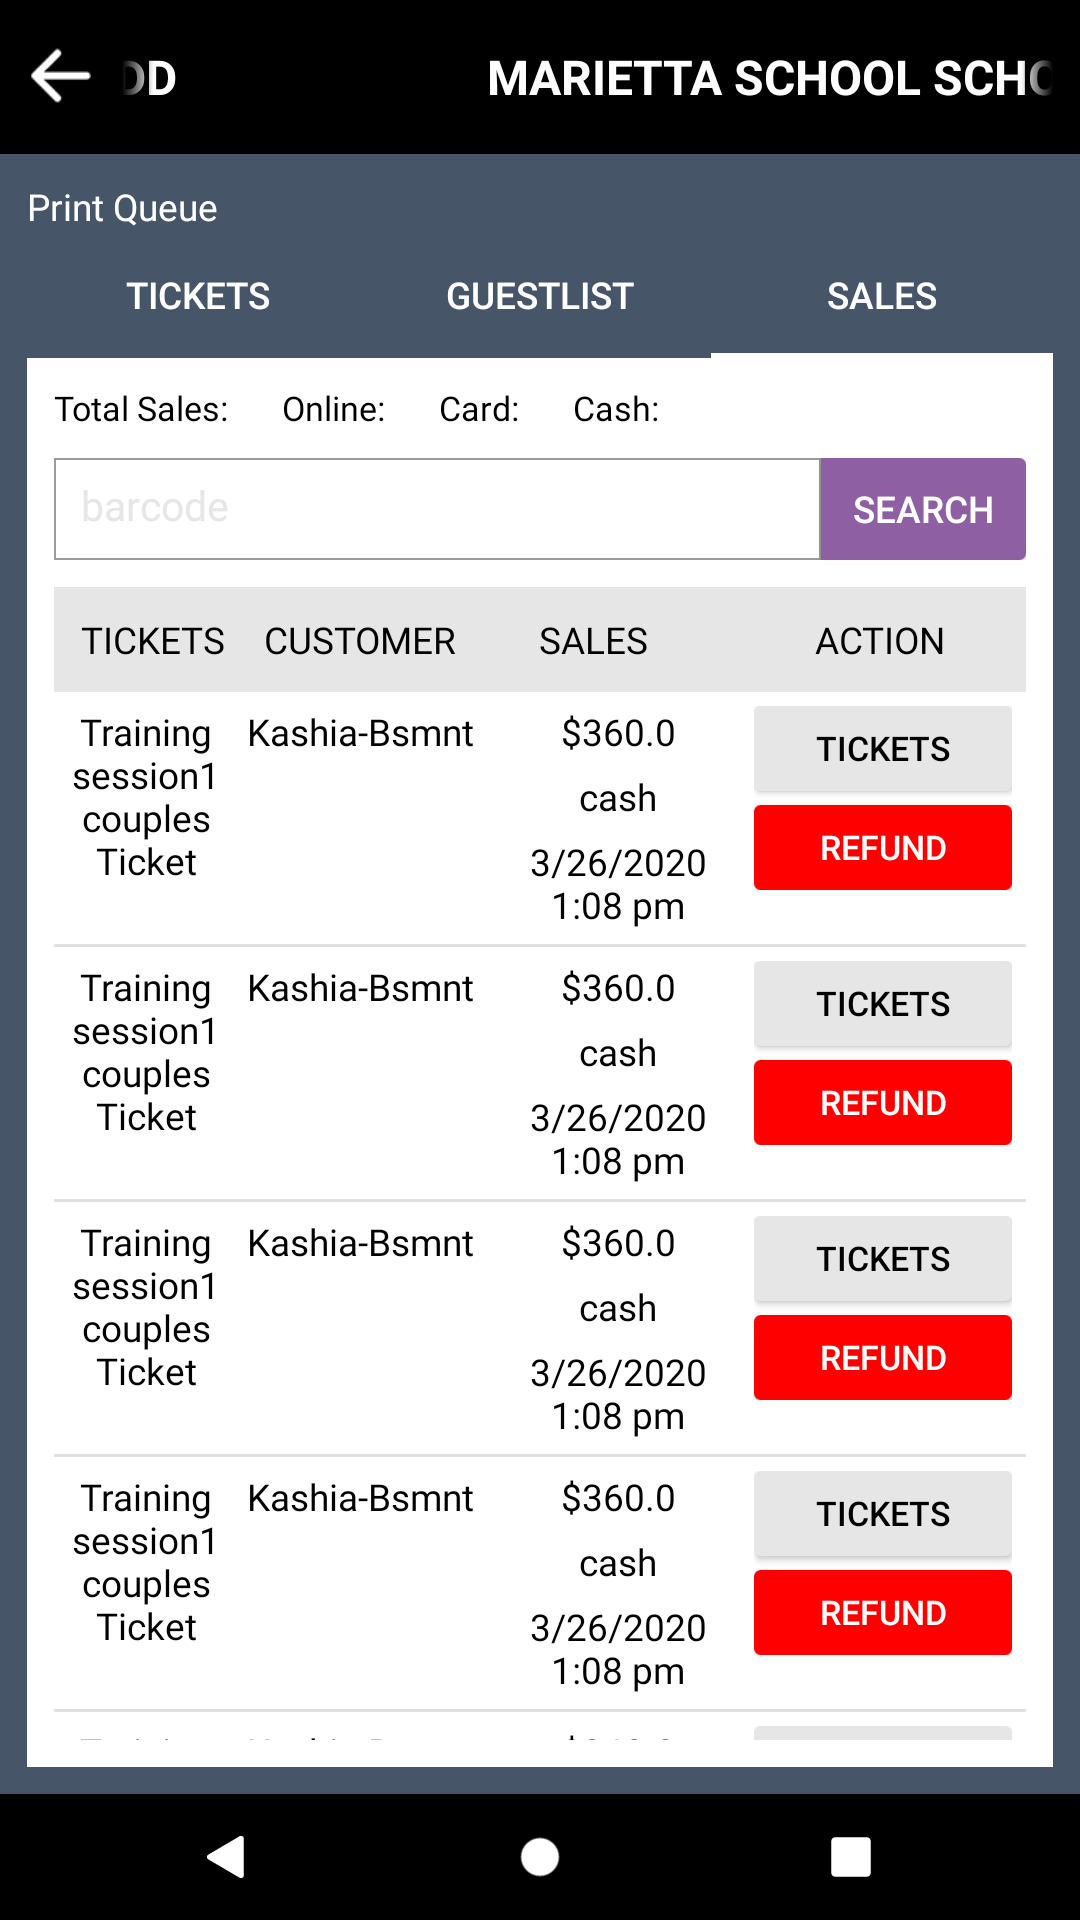 DD MARIETTA SCHOOL SCHO
Print Queue
TICKETS GUESTLIST SALES
Total Sales: Online: Card: Cash:
barcode SEARCH
TICKETS CUSTOMER SALES ACTION
Training Kashia-Bsmnt $360.0 TICKETS
session1
couples cash REFUND
Ticket 3/26/2020
1:08 pm
Training Kashia-Bsmnt $360.0 TICKETS
session1
couples cash REFUND
Ticket 3/26/2020
1:08 pm
Training Kashia-Bsmnt $360.0 TICKETS
session1
couples cash REFUND
Ticket 3/26/2020
1:08 pm
Training Kashia-Bsmnt $360.0 TICKETS
session1
couples cash REFUND
Ticket 3/26/2020
1:08 pm